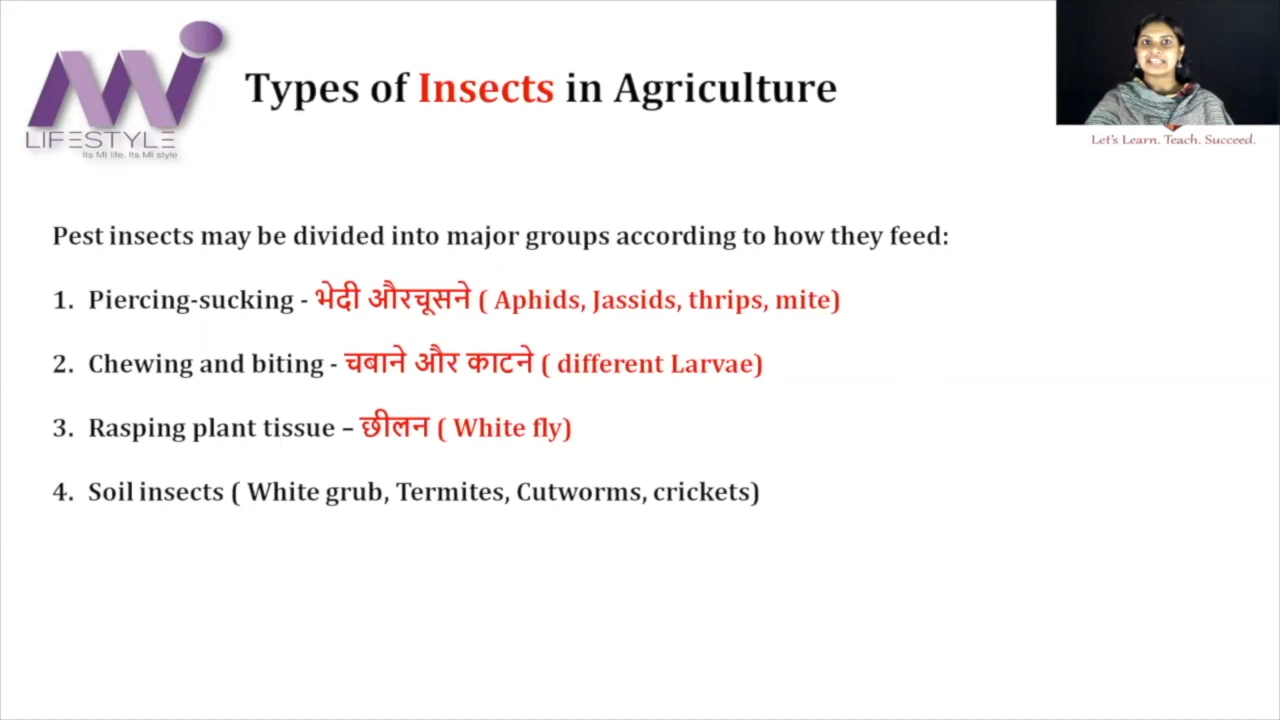 Types of Insects in Agriculture
LIFESTYLE
Its MI life. Its MI style
Let's Learn. Teach. Succeed.
Pest insects may be divided into major groups according to how they feed:
1. Piercing-sucking - भेदी औरचूसने ( Aphids, Jassids, thrips, mite)
2. Chewing and biting - चबाने और काटने ( different Larvae)
3. Rasping plant tissue – छीलन ( White fly)
4. Soil insects ( White grub, Termites, Cutworms, crickets)